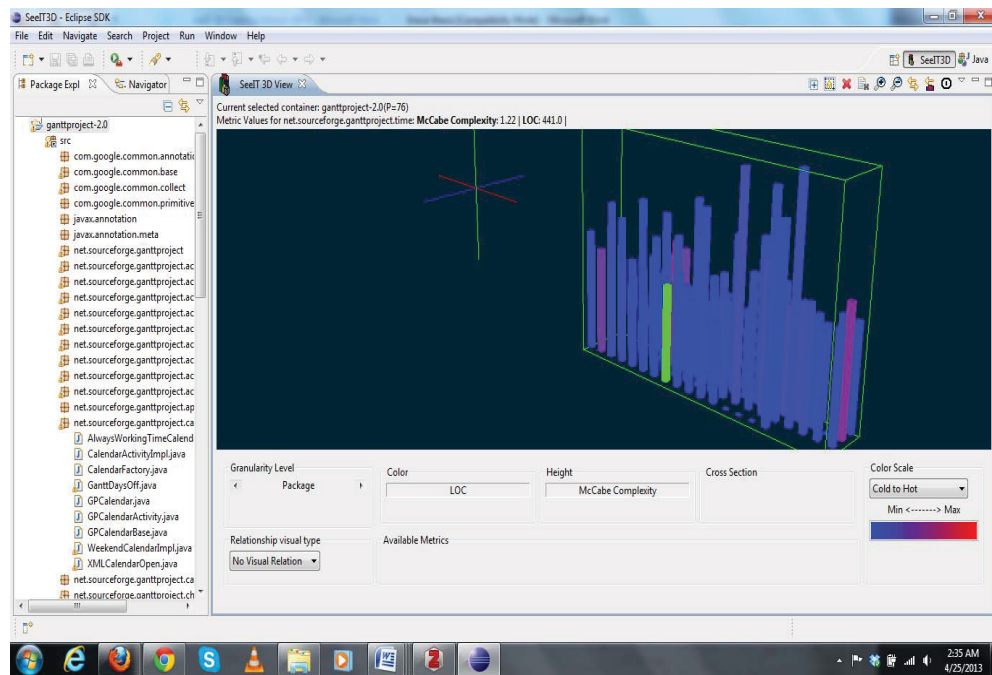 SeeIT3D - Eclipse SDK
File Edit Navigate Search Project Run Window Help
SeeIT3D Java
Package Expl Navigator
SeeIT 3D View
Current selected container: ganttproject-2.0(P=76)
Metric Values for net.sourceforge.ganttproject.time: McCabe Complexity: 1.22 | LOC: 441.0 |
ganttproject-2.0
src
com.google.common.annotatic
com.google.common.base
com.google.common.collect
com.google.common.primitive
javax.annotation
javax.annotation.meta
net.sourceforge.ganttproject
net.sourceforge.ganttproject.ac
net.sourceforge.ganttproject.ac
net.sourceforge.ganttproject.ac
net.sourceforge.ganttproject.ac
net.sourceforge.ganttproject.ac
net.sourceforge.ganttproject.ac
net.sourceforge.ganttproject.ac
net.sourceforge.ganttproject.ac
net.sourceforge.ganttproject.ac
net.sourceforge.ganttproject.ap
net.sourceforge.ganttproject.ca
AlwaysWorkingTimeCalend
CalendarActivityImpl.java
CalendarFactory.java
GanttDaysOff.java
GPCalendar.java
GPCalendarActivity.java
GPCalendarBase.java
WeekendCalendarImpl.java
XMLCalendarOpen.java
net.sourceforge.ganttproject.ca
net.sourceforge.ganttproject.ch
Granularity Level
Package
Color
LOC
Height
McCabe Complexity
Cross Section
Color Scale
Cold to Hot
Min <-------> Max
Relationship visual type
No Visual Relation
Available Metrics
2:35 AM
4/25/2013